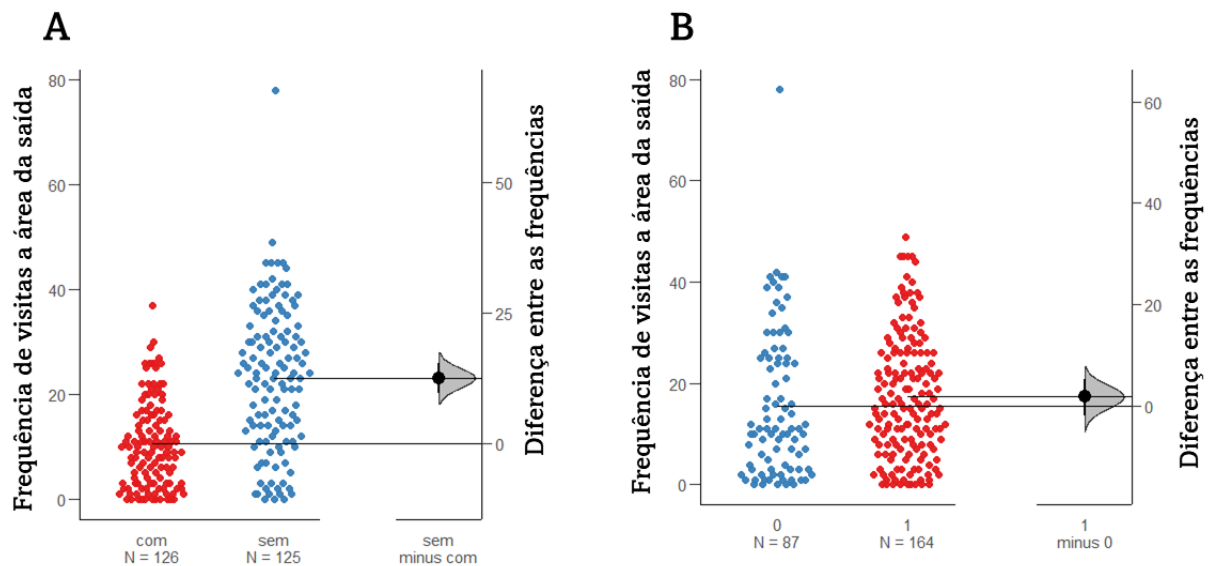 A
Frequência de visitas a área da saída
80
60
40
20
0
com
N = 126
sem
N = 125
sem
minus com
50
25
0
Diferença entre as frequências
B
Frequência de visitas a área da saída
80
60
40
20
0
0
N = 87
1
N = 164
1
minus 0
60
40
20
0
Diferença entre as frequências